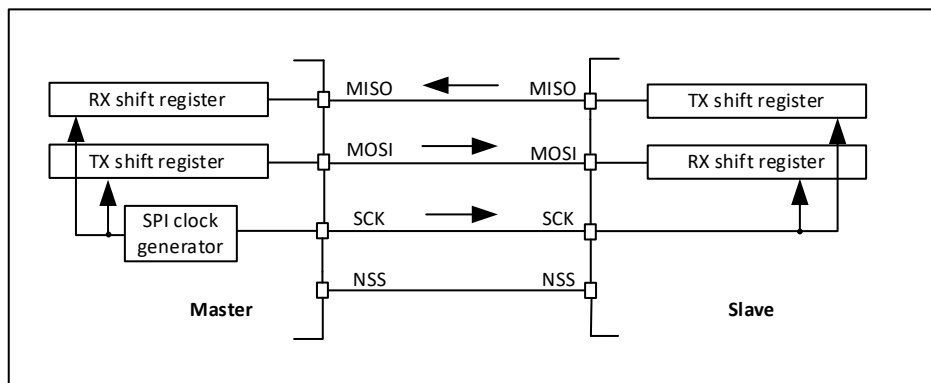 MISO MISO
RX shift register TX shift register
MOSI MOSI
TX shift register RX shift register
SCK SCK
SPI clock
generator
NSS NSS
Master Slave